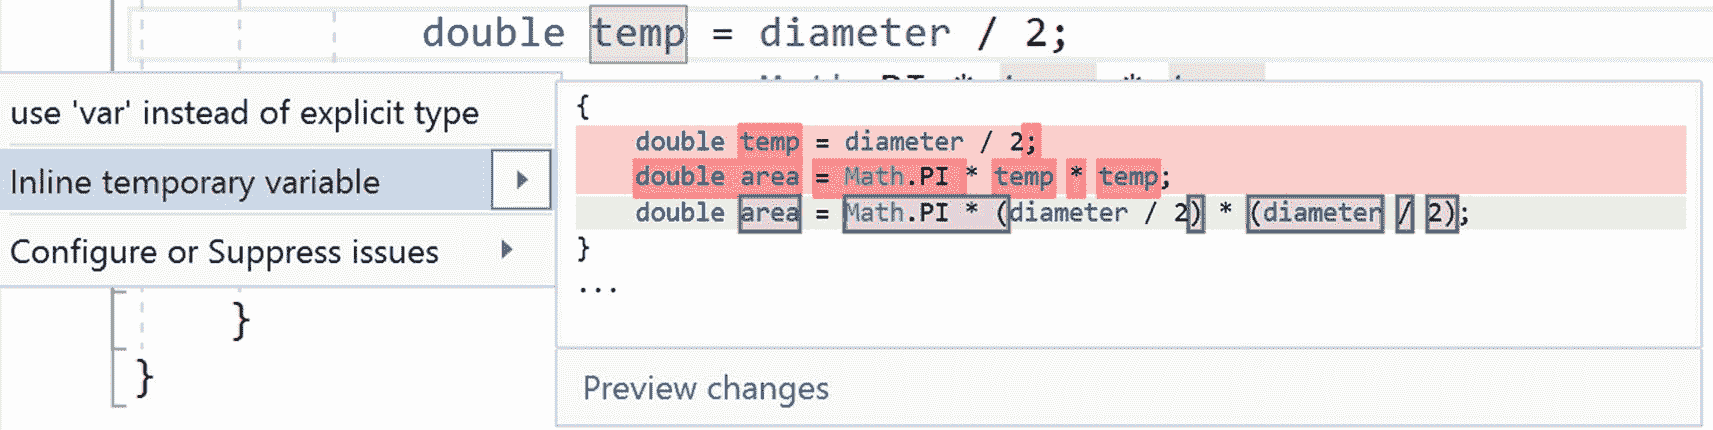 double temp = diameter / 2;
use 'var' instead of explicit type
Inline temporary variable
Configure or Suppress issues
{
double temp = diameter / 2;
double area = Math.PI * temp * temp;
double area = Math.PI * (diameter / 2) * (diameter / 2);
}
...
Preview changes
}
}